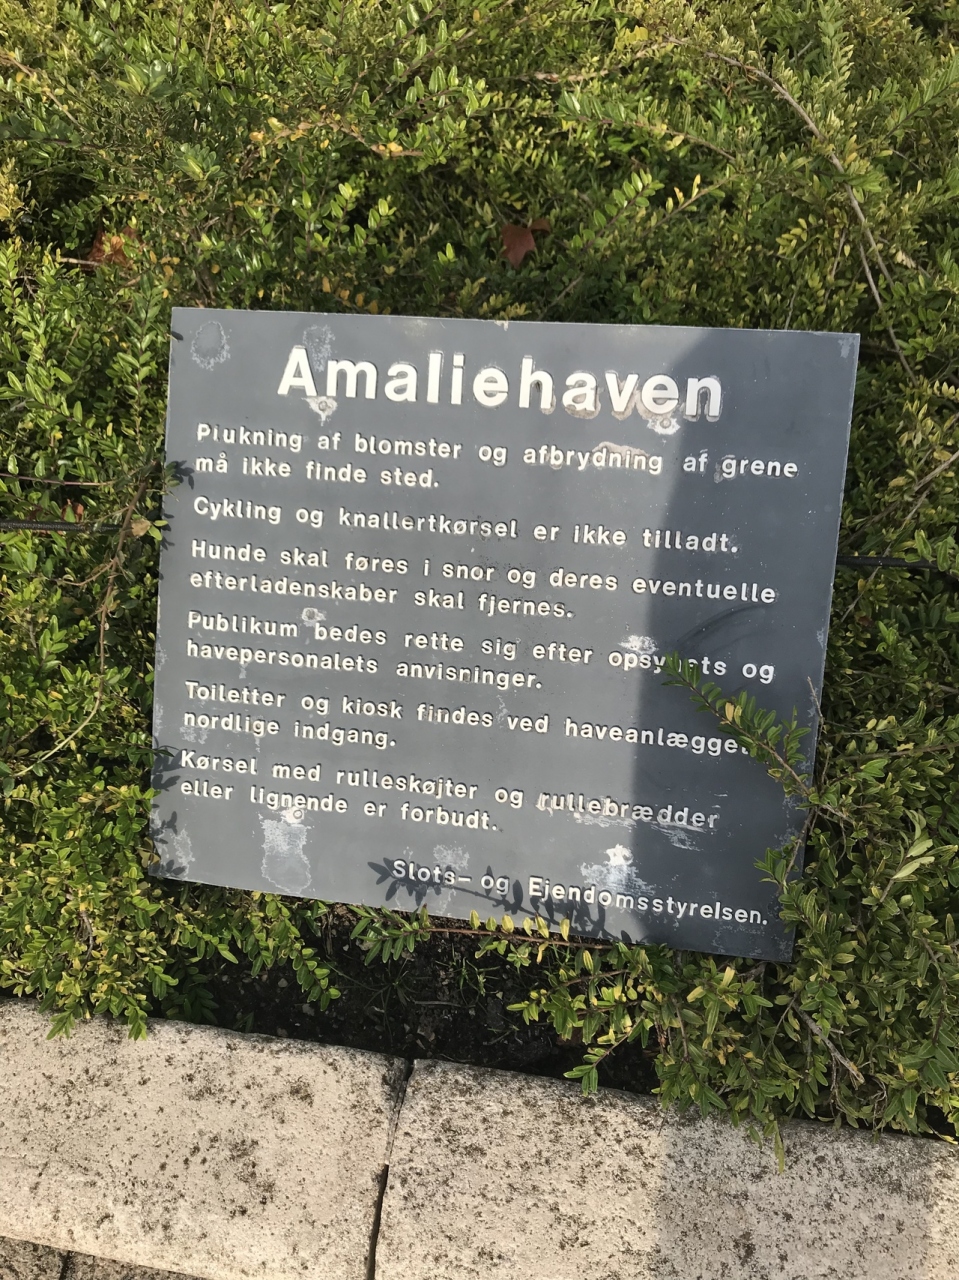 Amaliehaven
Plukning af blomster og afbrydning af grene
må ikke finde sted.
Cykling og knallertkørsel er ikke tilladt.
Hunde skal føres i snor og deres eventuelle
efterladenskaber skal fjernes.
Publikum bedes rette sig efter opsynets og
havepersonalets anvisninger.
Toiletter og kiosk findes ved haveanlæggets
nordlige indgang.
Kørsel med rulleskøjter og rullebrædder
eller lignende er forbudt.
Slots- og Ejendomsstyrelsen.